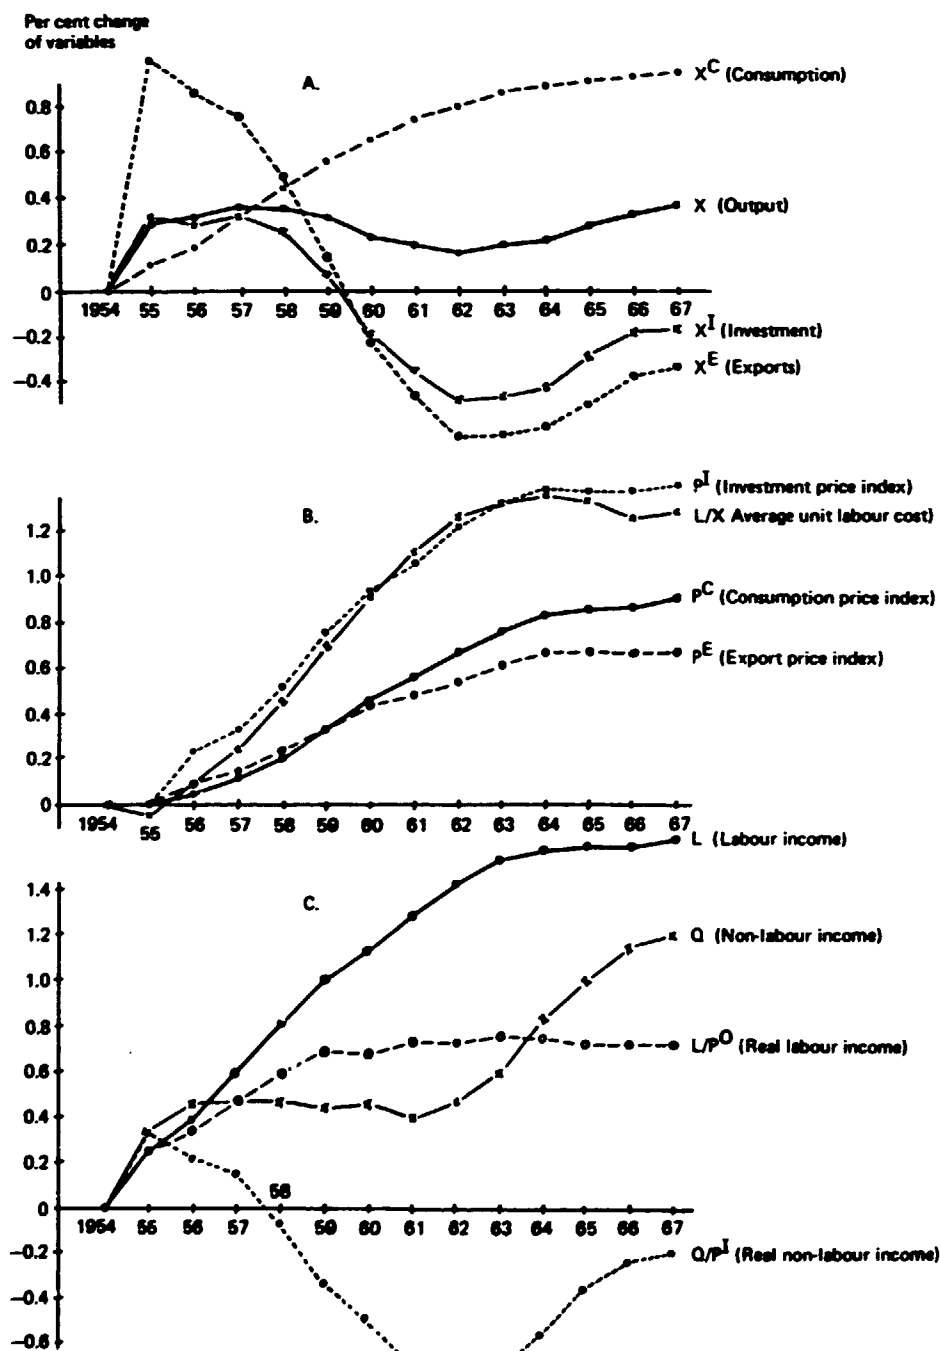 Per cent change
of variables
A.
X^C (Consumption)
0.8
0.6
0.4
X (Output)
0.2
0
1954 55 56 57 58 59 60 61 62 63 64 65 66 67
−0.2
X^I (Investment)
X^E (Exports)
−0.4
P^I (Investment price index)
B.
L/X Average unit labour cost)
1.2
1.0
P^C (Consumption price index)
0.8
0.6
P^E (Export price index)
0.4
0.2
0
1954 55 56 57 58 59 60 61 62 63 64 65 66 67
L (Labour income)
C.
1.4
1.2
Q (Non-labour income)
1.0
0.8
L/P^O (Real labour income)
0.6
0.4
0.2
58
0
1954 55 56 57 59 60 61 62 63 64 65 66 67
−0.2
Q/P^I (Real non-labour income)
−0.4
−0.6